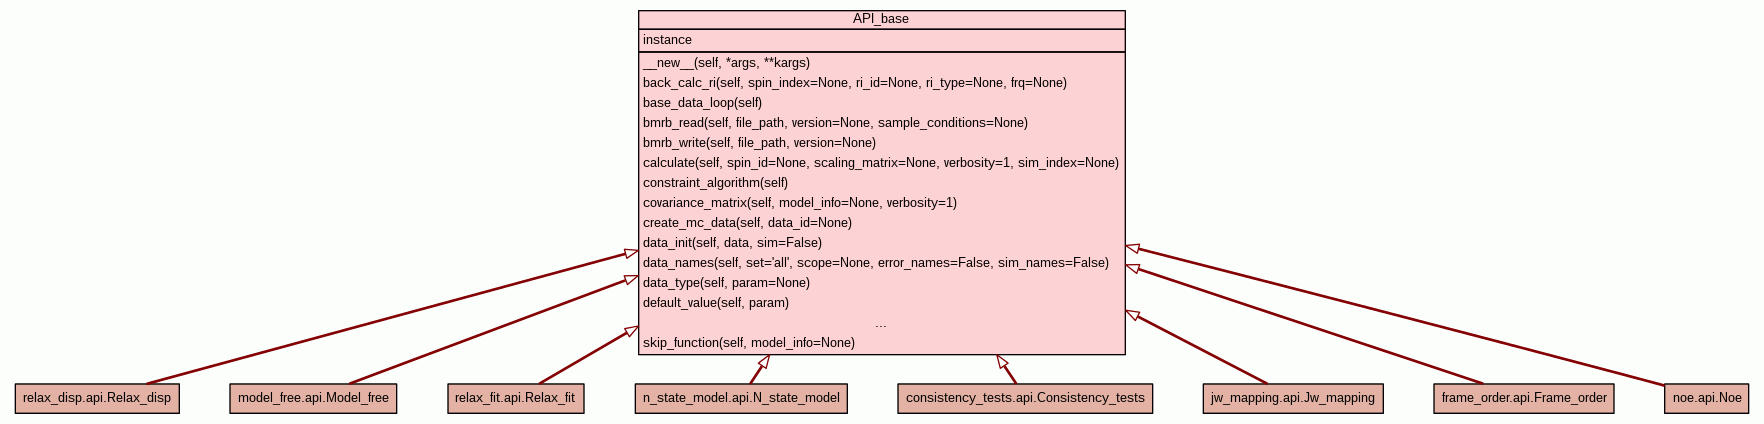 API_base
instance
__new__(self, *args, **kargs)
back_calc_ri(self, spin_index=None, ri_id=None, ri_type=None, frq=None)
base_data_loop(self)
bmrb_read(self, file_path, version=None, sample_conditions=None)
bmrb_write(self, file_path, version=None)
calculate(self, spin_id=None, scaling_matrix=None, verbosity=1, sim_index=None)
constraint_algorithm(self)
covariance_matrix(self, model_info=None, verbosity=1)
create_mc_data(self, data_id=None)
data_init(self, data, sim=False)
data_names(self, set='all', scope=None, error_names=False, sim_names=False)
data_type(self, param=None)
default_value(self, param)
...
skip_function(self, model_info=None)
relax_disp.api.Relax_disp
model_free.api.Model_free
relax_fit.api.Relax_fit
n_state_model.api.N_state_model
consistency_tests.api.Consistency_tests
jw_mapping.api.Jw_mapping
frame_order.api.Frame_order
noe.api.Noe